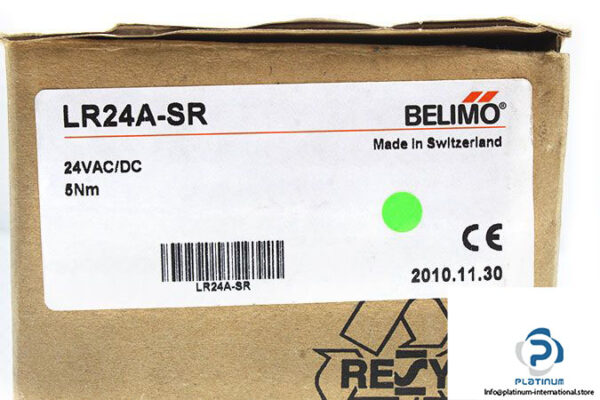 LR24A-SR
BELIMO®
Made in Switzerland
24VAC/DC
5Nm
LR24A-SR
CE
2010.11.30
RESY
PLATINUM
Info@platinum-international.store